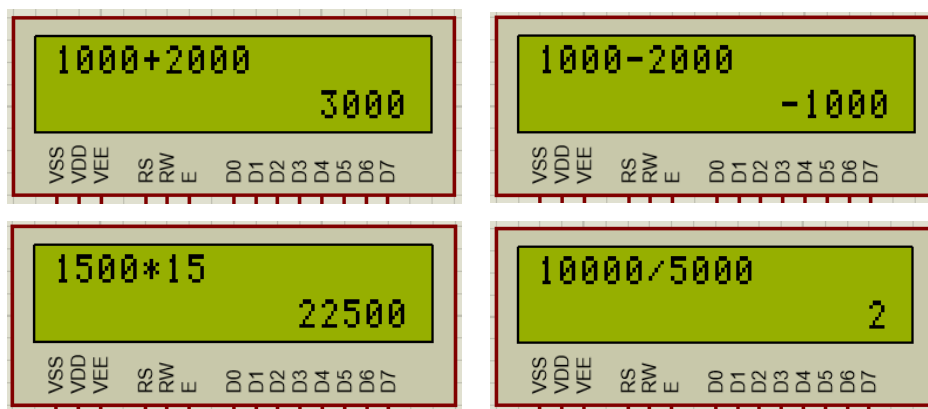 1000+2000
3000
VSS VDD VEE RS RW E D0 D1 D2 D3 D4 D5 D6 D7
1000-2000
-1000
VSS VDD VEE RS RW E D0 D1 D2 D3 D4 D5 D6 D7
1500*15
22500
VSS VDD VEE RS RW E D0 D1 D2 D3 D4 D5 D6 D7
10000/5000
2
VSS VDD VEE RS RW E D0 D1 D2 D3 D4 D5 D6 D7